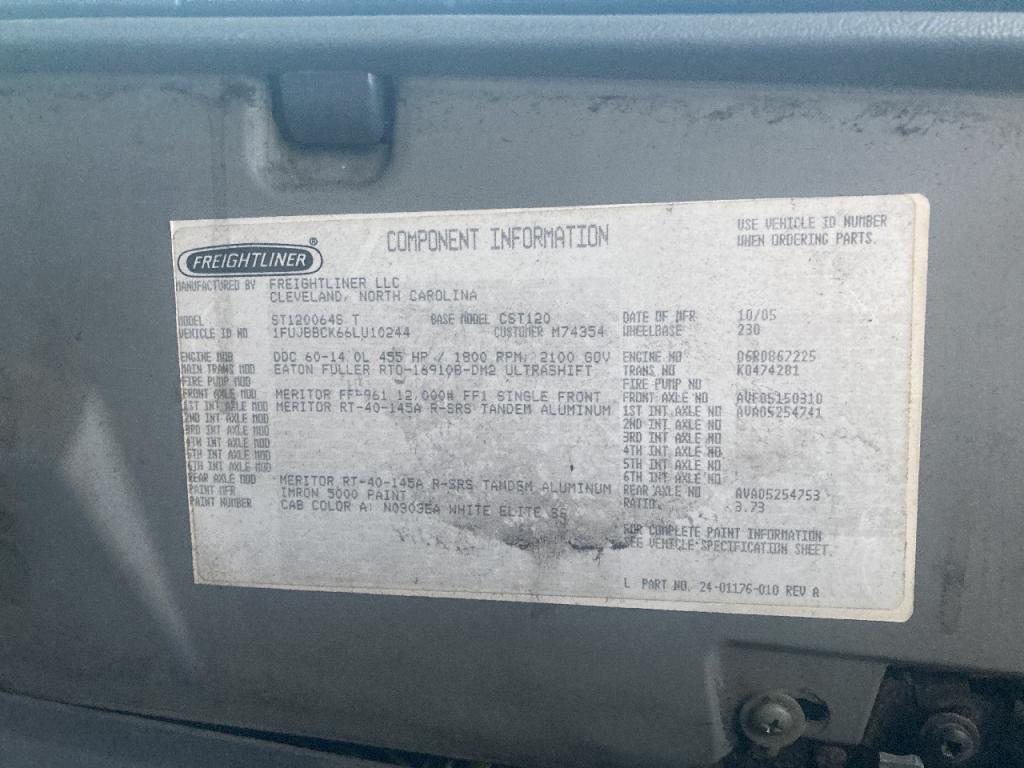 FREIGHTLINER ®
COMPONENT INFORMATION
USE VEHICLE ID NUMBER
WHEN ORDERING PARTS.
MANUFACTURED BY FREIGHTLINER LLC
CLEVELAND, NORTH CAROLINA
MODEL ST120064S T BASE MODEL CST120 DATE OF MFR 10/05
VEHICLE ID NO 1FUJBBCK66LU10244 CUSTOMER M74354 WHEELBASE 230
ENGINE MOD DDC 60-14.0L 455 HP / 1800 RPM, 2100 GOV ENGINE NO 06R0867225
MAIN TRANS MOD EATON FULLER RTO-16910B-DM2 ULTRASHIFT TRANS NO K0474281
FIRE PUMP MOD FIRE PUMP NO
FRONT AXLE MOD MERITOR FF-961 12,000# FF1 SINGLE FRONT FRONT AXLE NO AVF05150310
1ST INT AXLE MOD MERITOR RT-40-145A R-SRS TANDEM ALUMINUM 1ST INT AXLE NO AVA05254741
2ND INT AXLE MOD 2ND INT AXLE NO
3RD INT AXLE MOD 3RD INT AXLE NO
4TH INT AXLE MOD 4TH INT AXLE NO
5TH INT AXLE MOD 5TH INT AXLE NO
6TH INT AXLE MOD 6TH INT AXLE NO
REAR AXLE MOD MERITOR RT-40-145A R-SRS TANDEM ALUMINUM REAR AXLE NO AVA05254753
PAINT MFR IMRON 5000 PAINT RATIO 3.73
PAINT NUMBER CAB COLOR A: N0303EA WHITE ELITE SS
FOR COMPLETE PAINT INFORMATION
SEE VEHICLE SPECIFICATION SHEET.
L PART NO. 24-01176-010 REV A